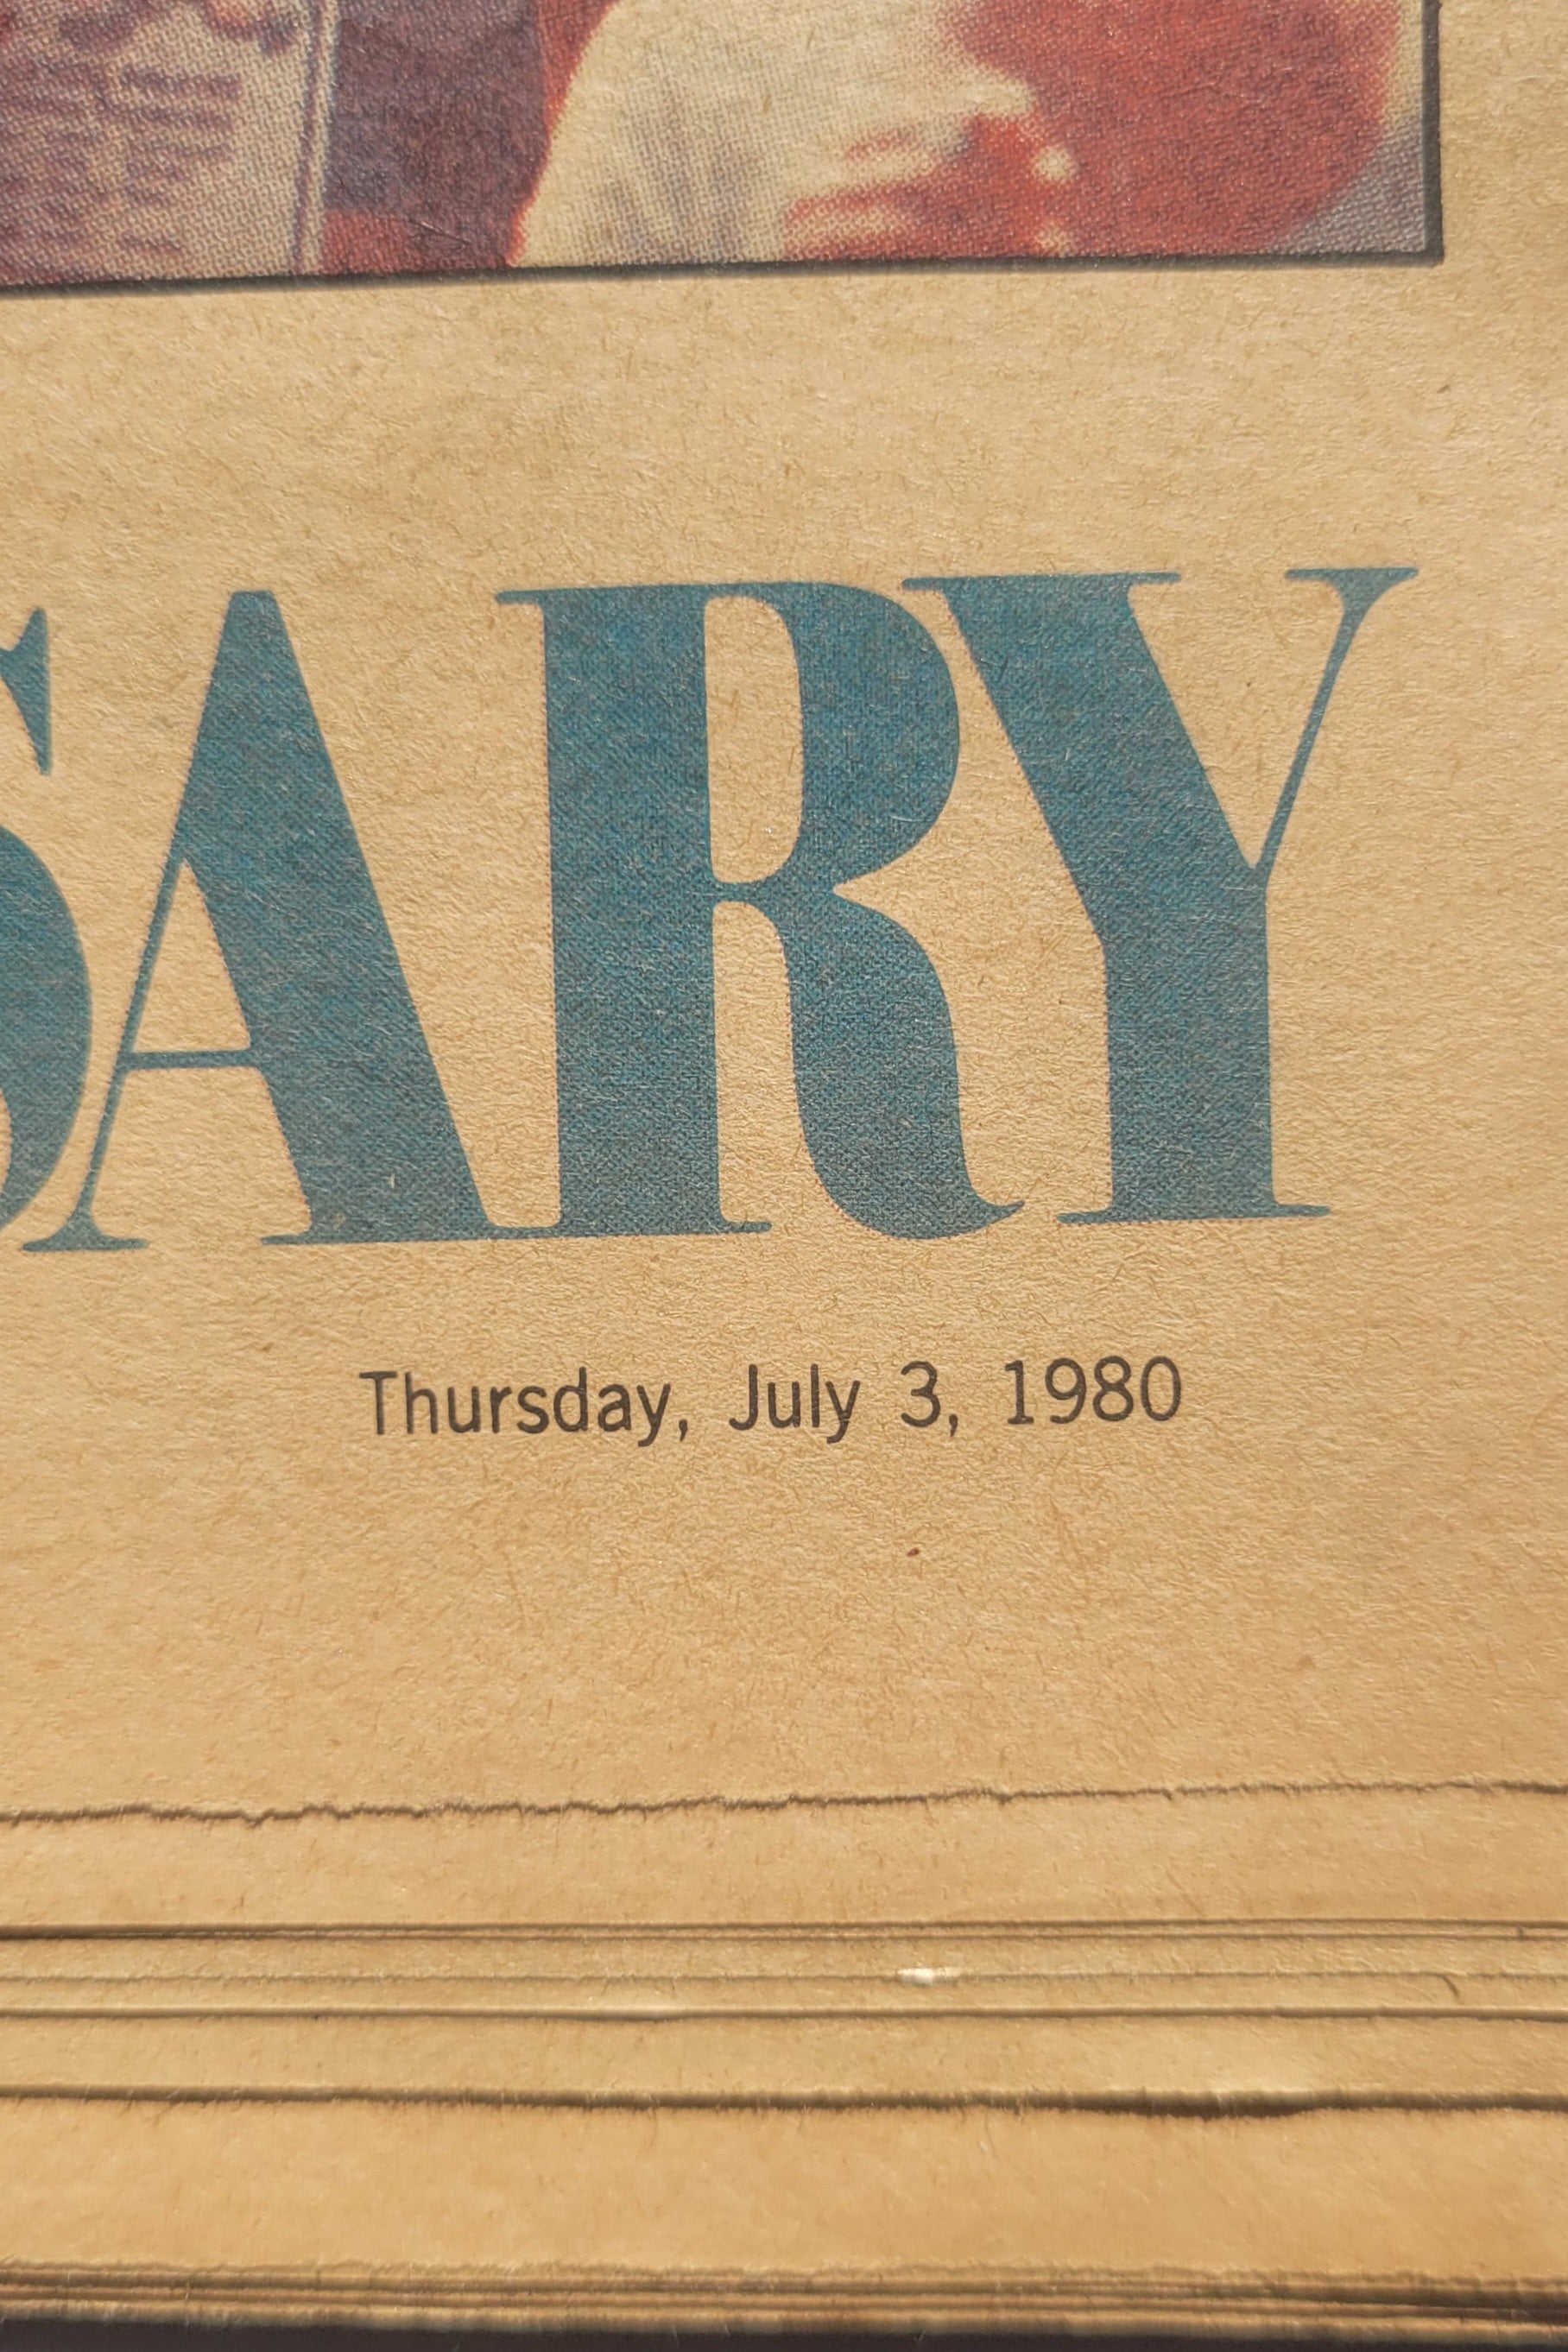 SARY
Thursday, July 3, 1980